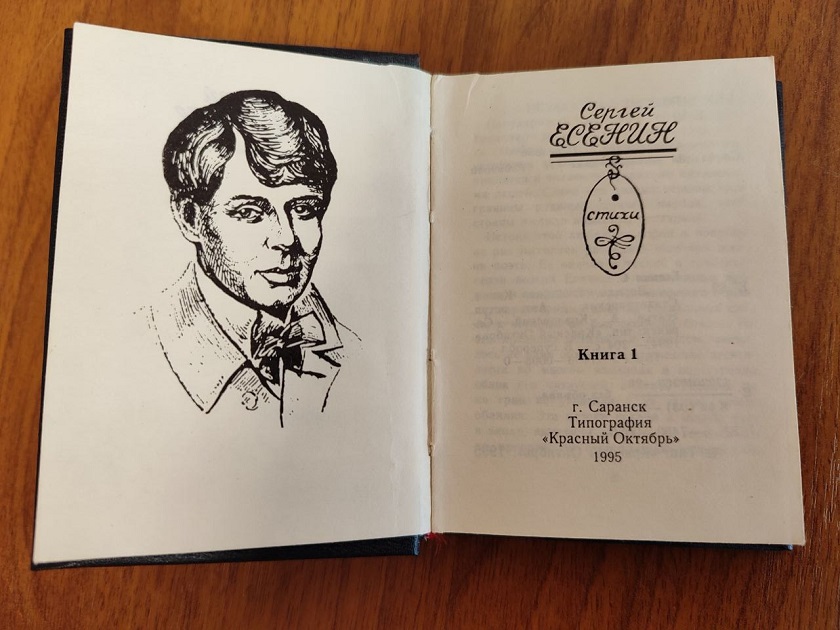 Сергей
ЕСЕНИН
стихи
Книга 1
г. Саранск
Типография
«Красный Октябрь»
1995